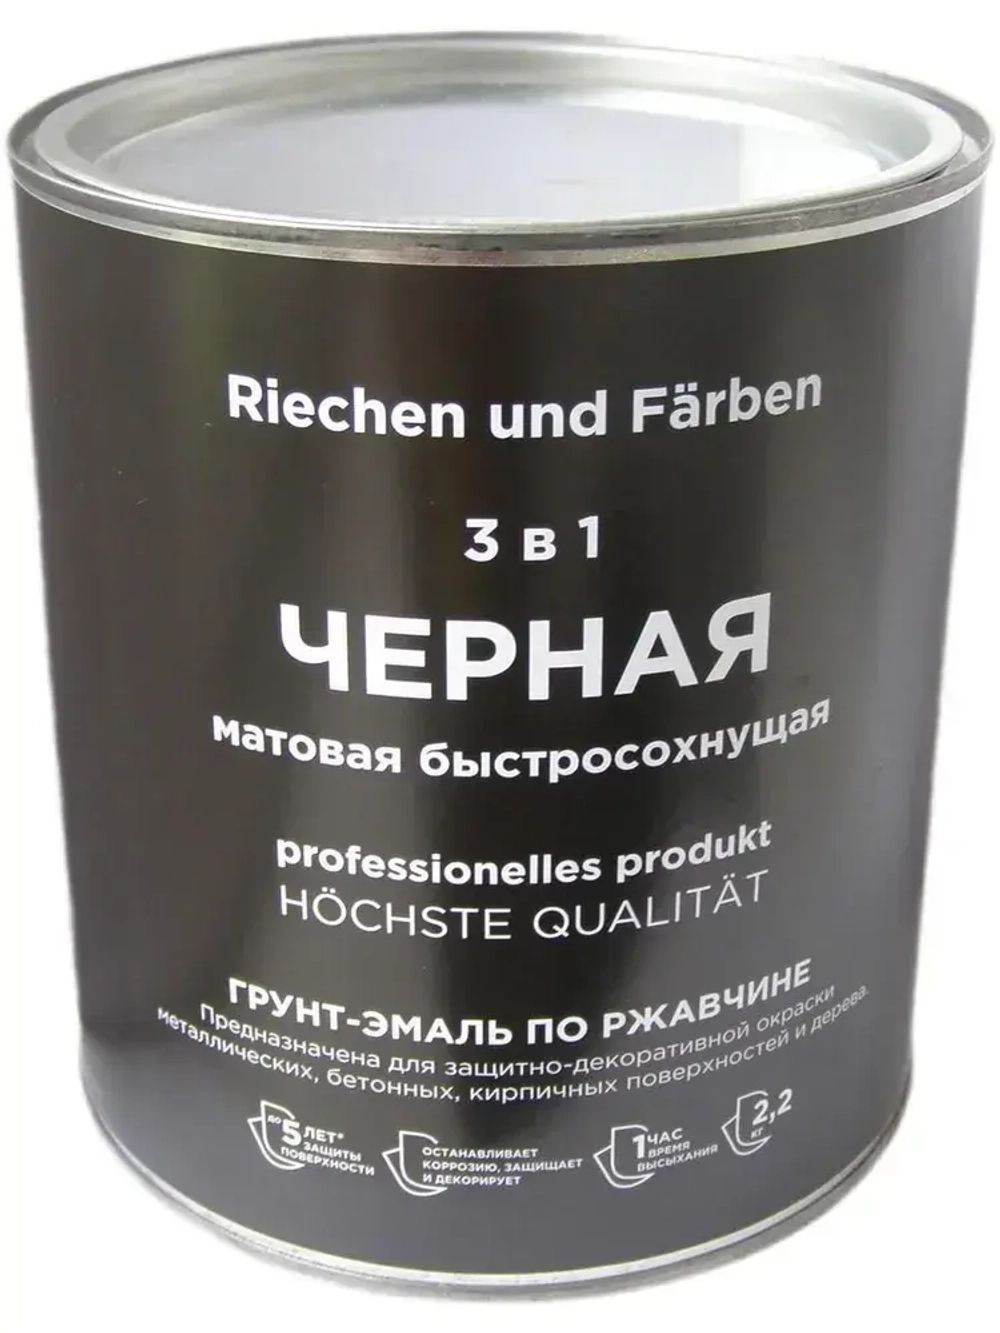 Riechen und Färben
3 в 1
ЧЕРНАЯ
матовая быстросохнущая
professionelles produkt
HÖCHSTE QUALITÄT
ГРУНТ-ЭМАЛЬ ПО РЖАВЧИНЕ
Предназначена для защитно-декоративной окраски
металлических, бетонных, кирпичных поверхностей и дерева.
до 5 ЛЕТ*
ЗАЩИТЫ
ПОВЕРХНОСТИ
ОСТАНАВЛИВАЕТ
КОРРОЗИЮ, ЗАЩИЩАЕТ
И ДЕКОРИРУЕТ
1 ЧАС
ВРЕМЯ
ВЫСЫХАНИЯ
2,2
КГ